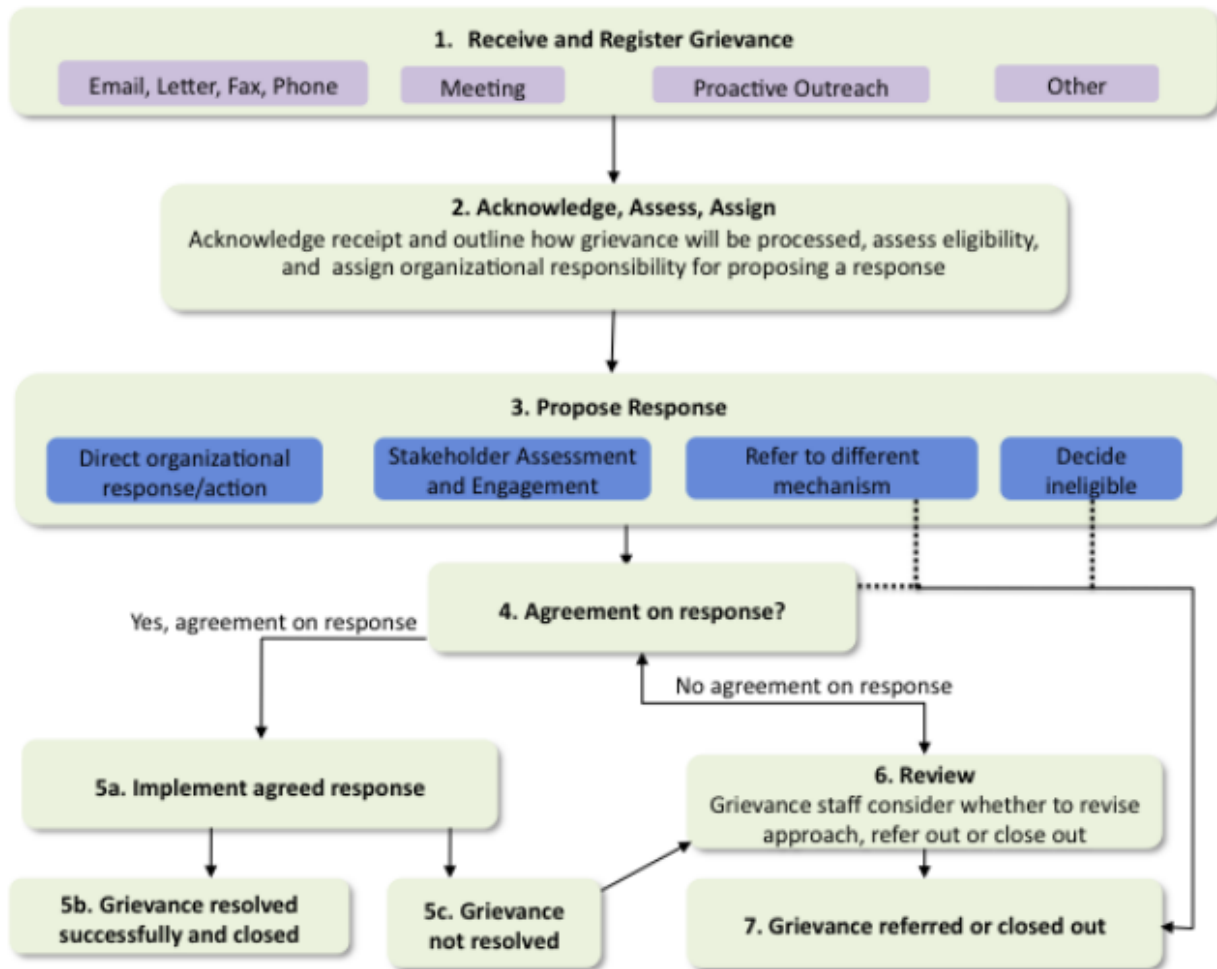 1. Receive and Register Grievance
Email, Letter, Fax, Phone
Meeting
Proactive Outreach
Other
2. Acknowledge, Assess, Assign
Acknowledge receipt and outline how grievance will be processed, assess eligibility,
and assign organizational responsibility for proposing a response
3. Propose Response
Direct organizational
response/action
Stakeholder Assessment
and Engagement
Refer to different
mechanism
Decide
ineligible
4. Agreement on response?
Yes, agreement on response
No agreement on response
5a. Implement agreed response
6. Review
Grievance staff consider whether to revise
approach, refer out or close out
5b. Grievance resolved
successfully and closed
5c. Grievance
not resolved
7. Grievance referred or closed out